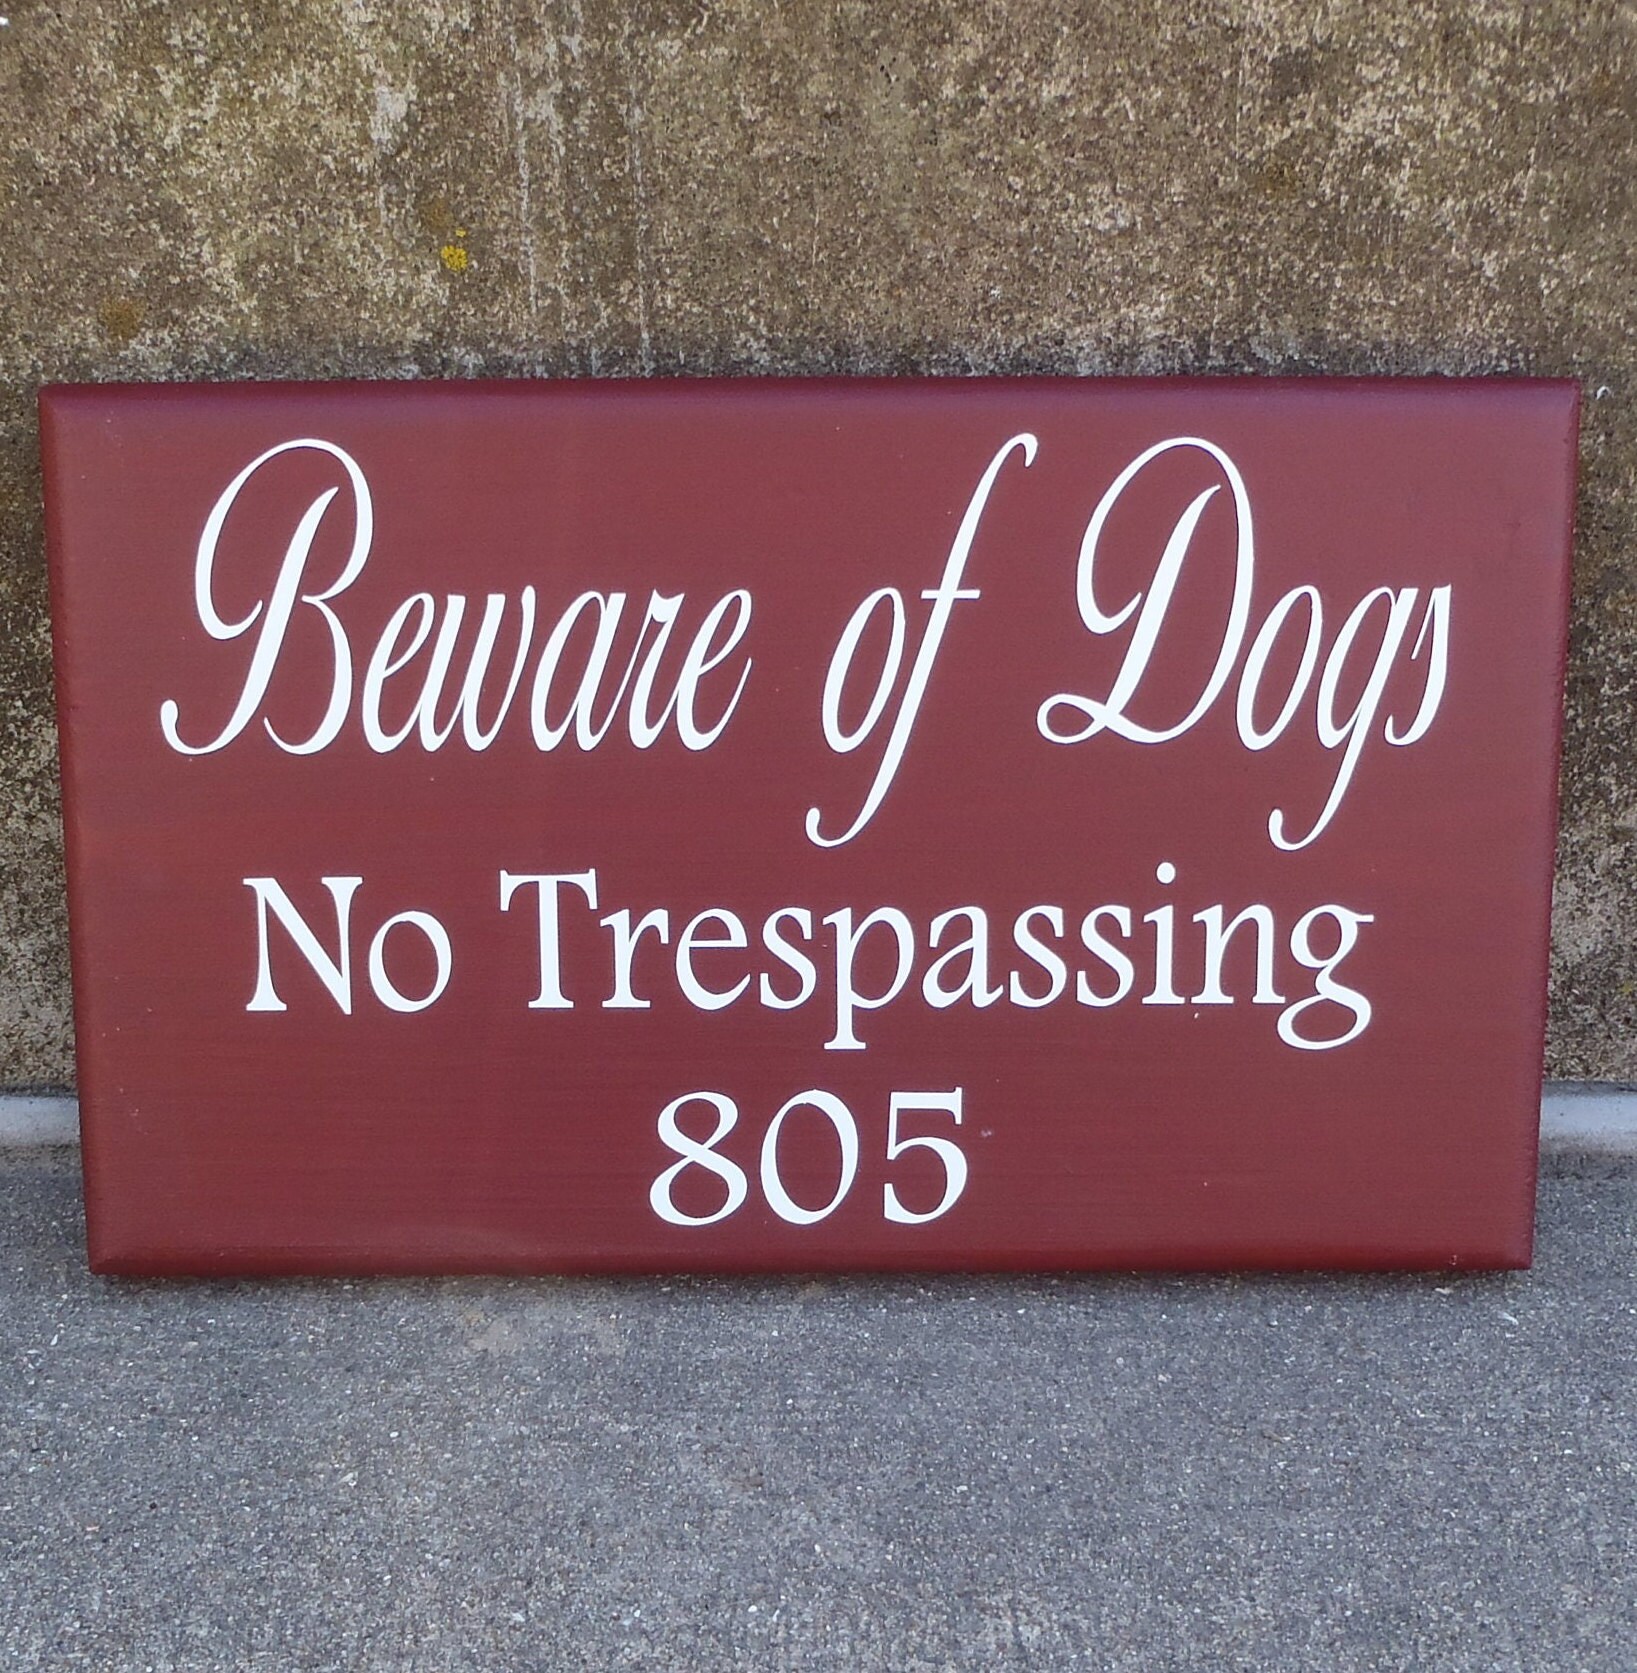 Beware of Dogs
No Trespassing
805